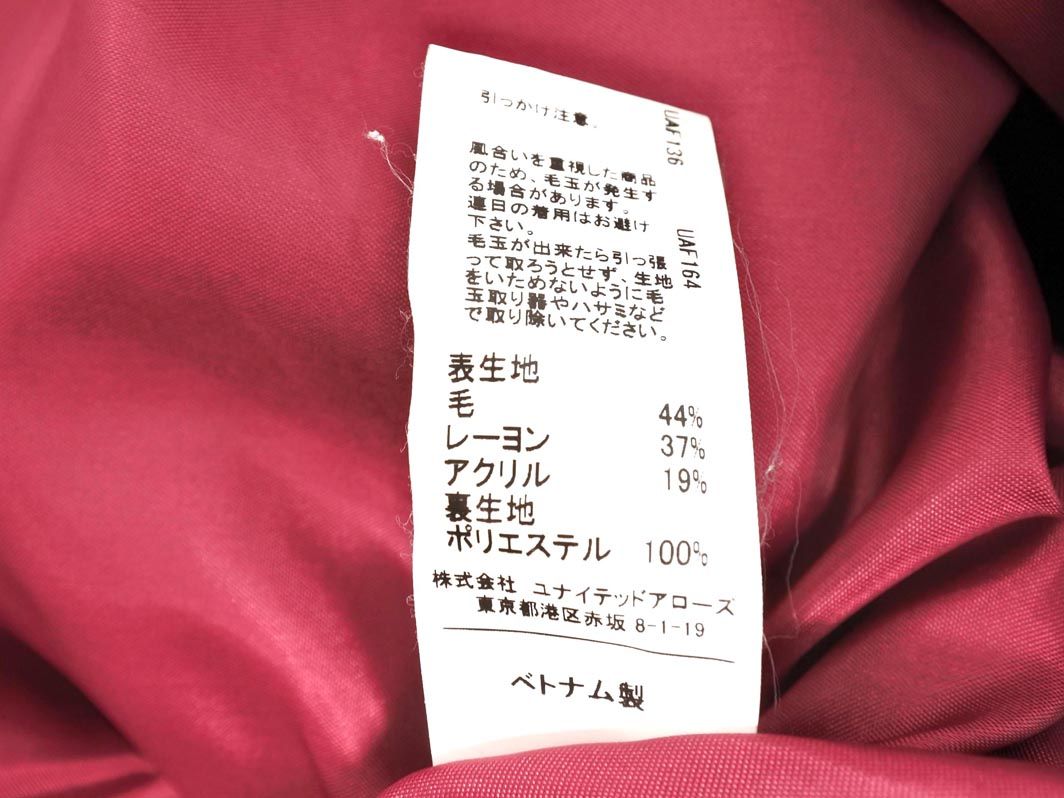 引っかけ注意。
UAF136
風合いを重視した商品
のため、毛玉が発生す
る場合があります。
連日の着用はお避け
下さい。
UAF164
毛玉が出来たら引っ張
って取ろうとせず、生地
をいためないように毛
玉取り器やハサミなど
で取り除いてください。
表生地
毛 44%
レーヨン 37%
アクリル 19%
裏生地
ポリエステル 100%
株式会社 ユナイテッドアローズ
東京都港区赤坂 8-1-19
ベトナム製